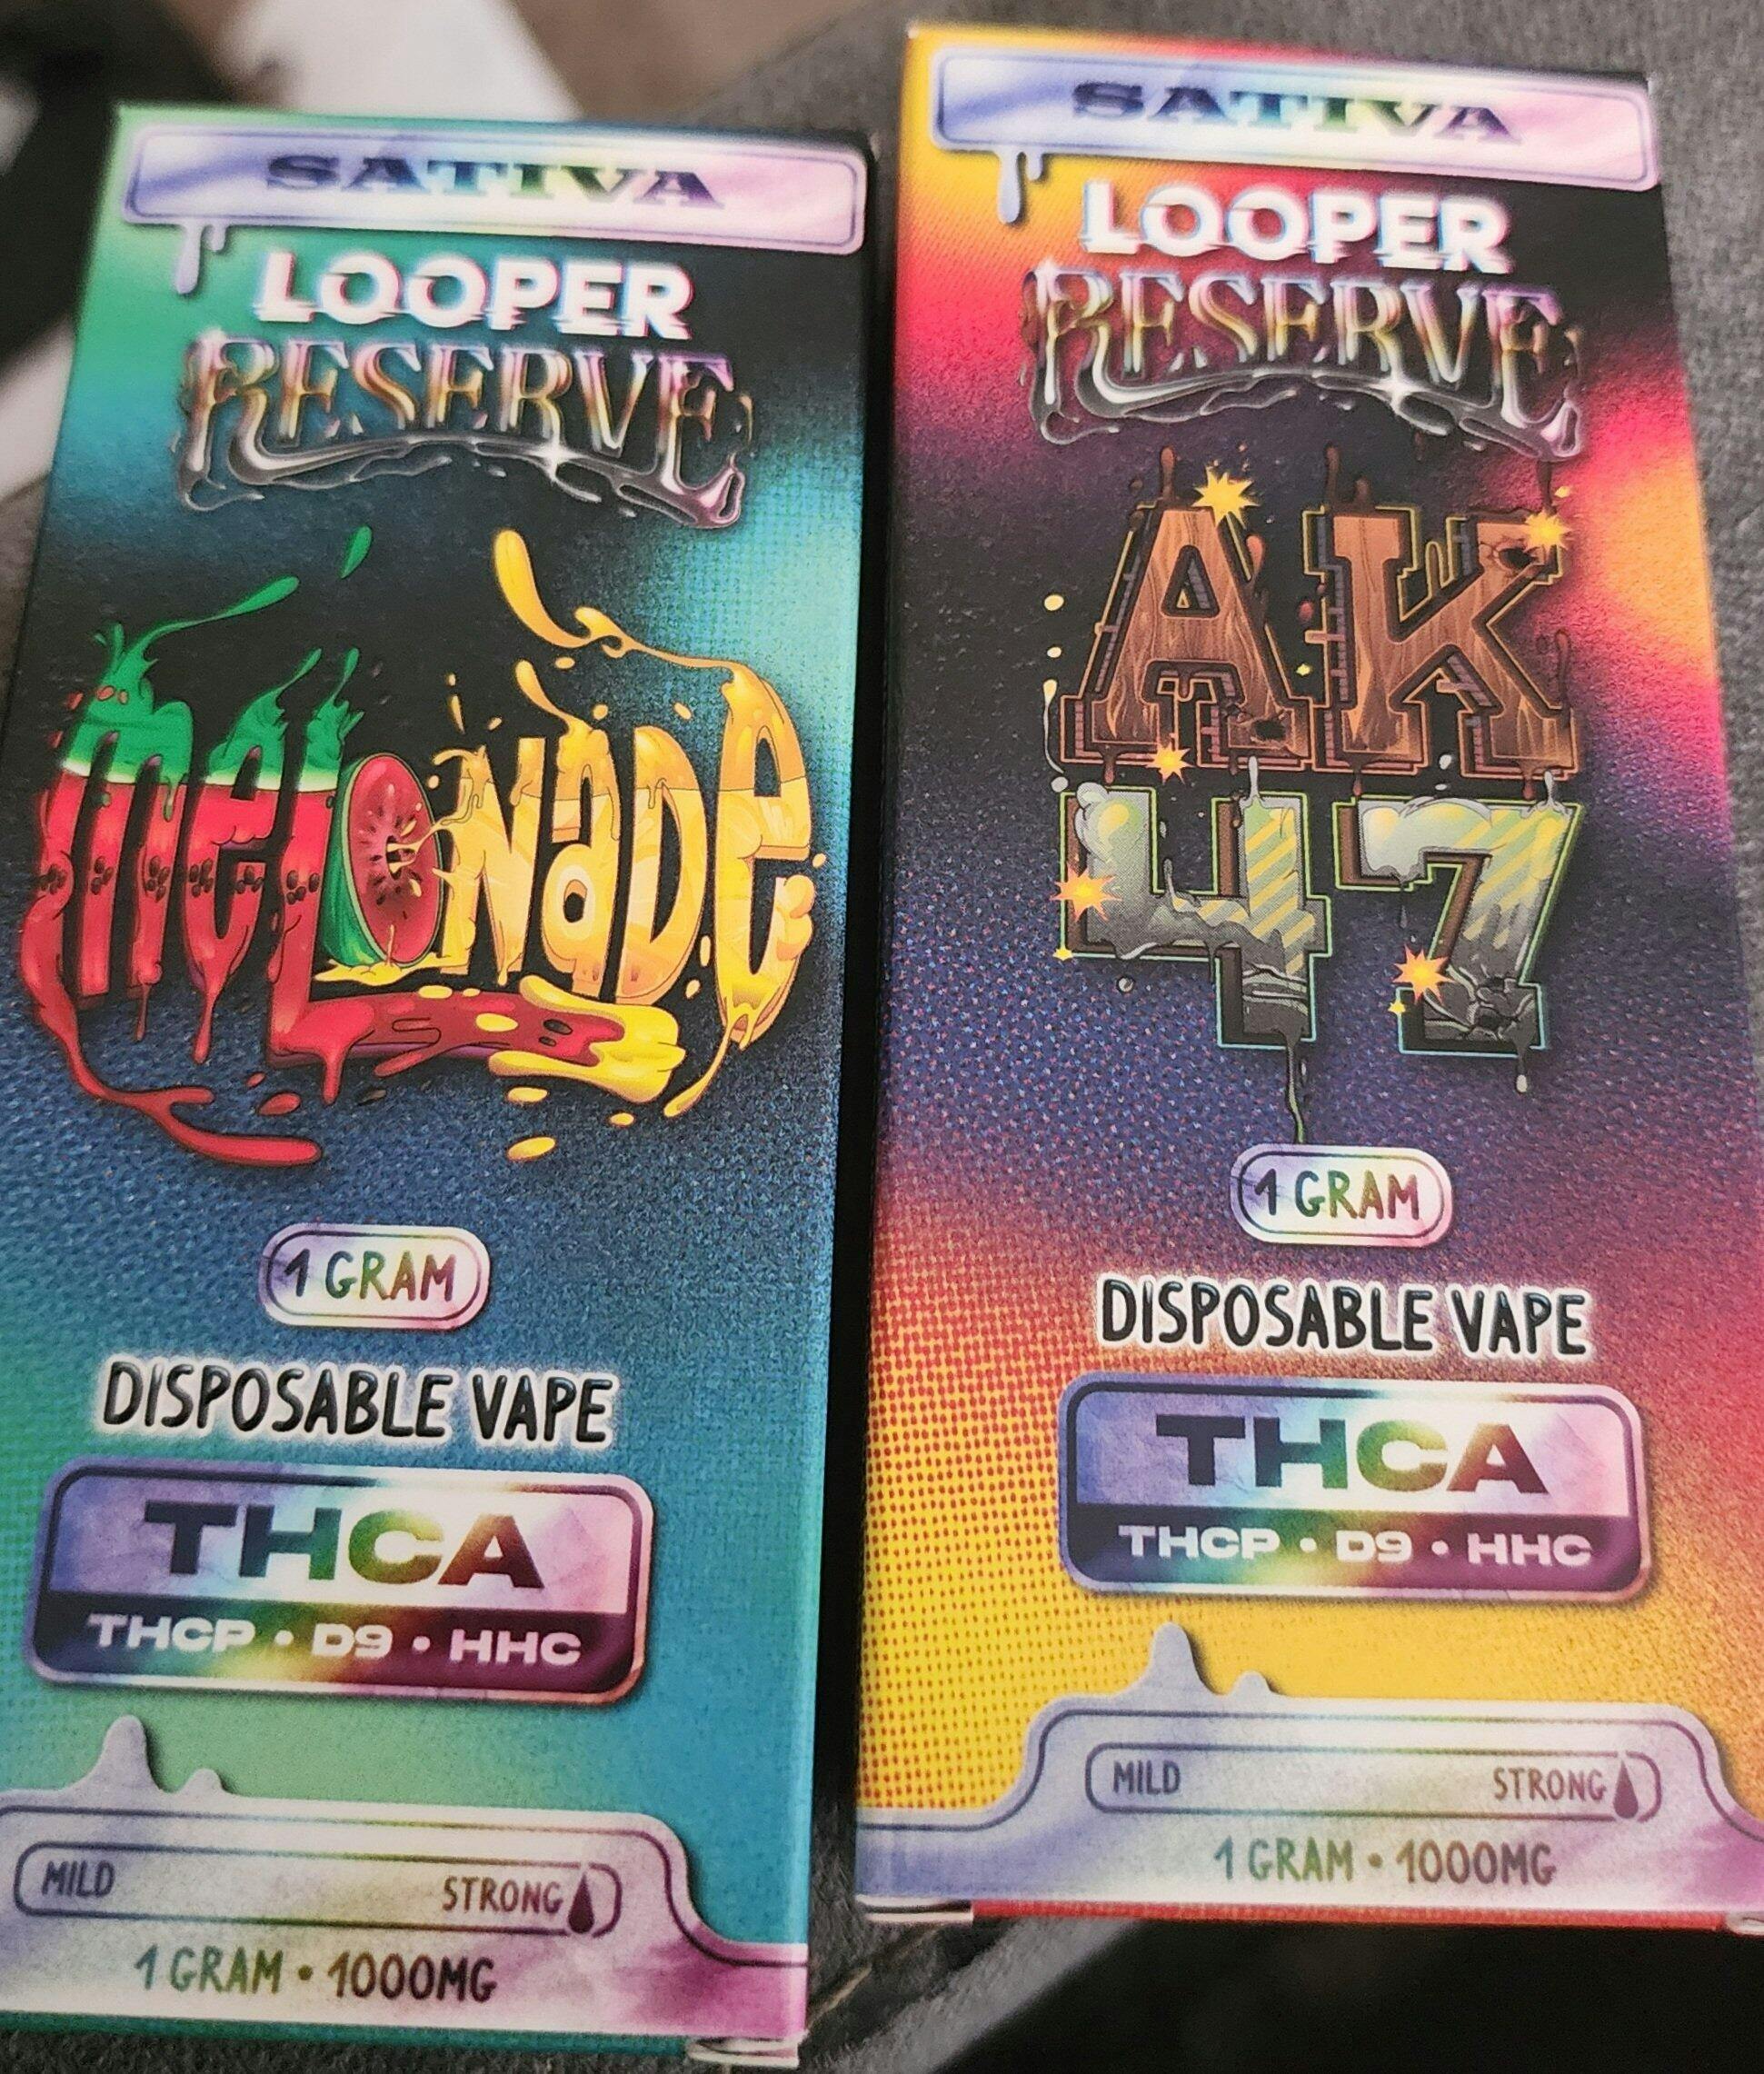 SATIVA
LOOPER
RESERVE
MELONADE
1 GRAM
DISPOSABLE VAPE
THCA
THCP • D9 • HHC
MILD STRONG
1 GRAM • 1000MG
SATIVA
LOOPER
RESERVE
AK
47
1 GRAM
DISPOSABLE VAPE
THCA
THCP • D9 • HHC
MILD STRONG
1 GRAM • 1000MG